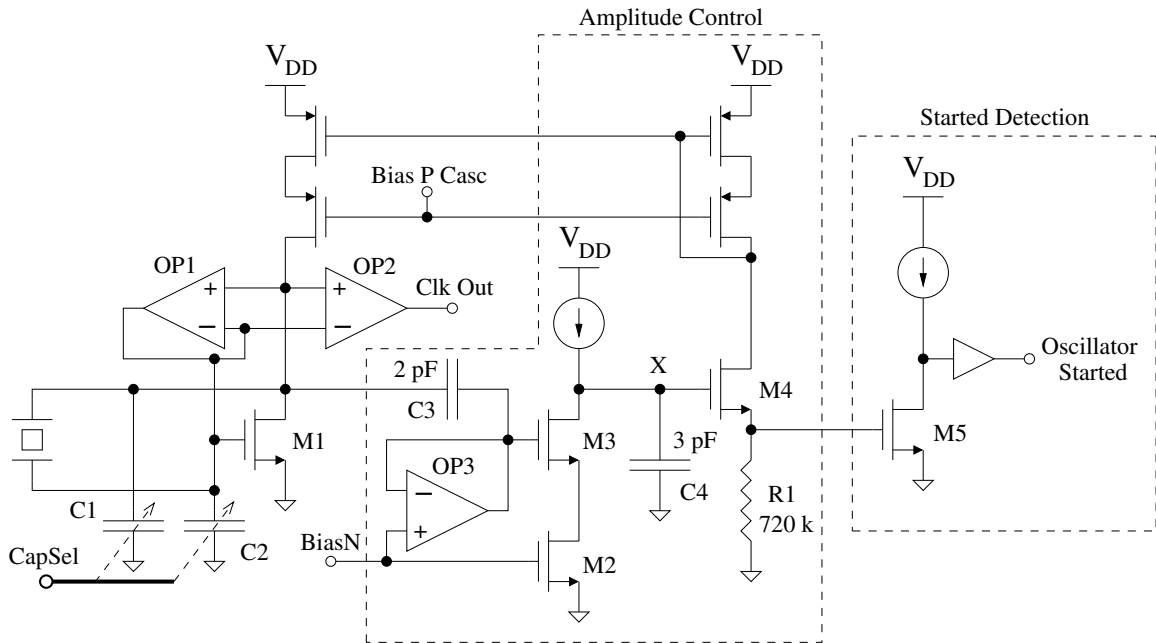 Amplitude Control
V_DD
V_DD
Started Detection
Bias P Casc
V_DD
V_DD
OP1
OP2
+
+
Clk Out
−
−
2 pF
X
Oscillator
Started
C3
M4
M1
M3
M5
3 pF
OP3
−
C4
R1
720 k
C1
+
BiasN
C2
M2
CapSel